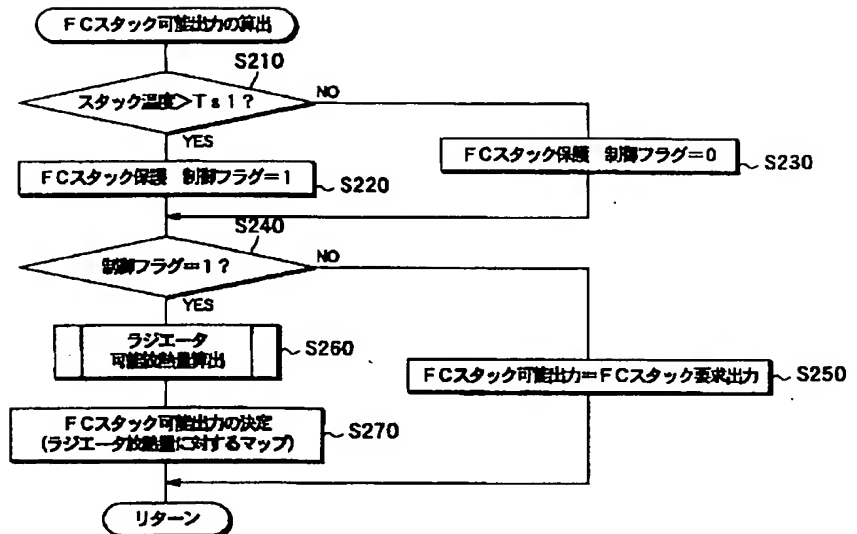 FCスタック可能出力の算出
S210
スタック温度>Ts1?
NO
YES
FCスタック保護 制御フラグ=0
S230
FCスタック保護 制御フラグ=1
S220
S240
制御フラグ=1?
NO
YES
ラジエータ
可能放熱量算出
S260
FCスタック可能出力=FCスタック要求出力
S250
FCスタック可能出力の決定
(ラジエータ放熱量に対するマップ)
S270
リターン